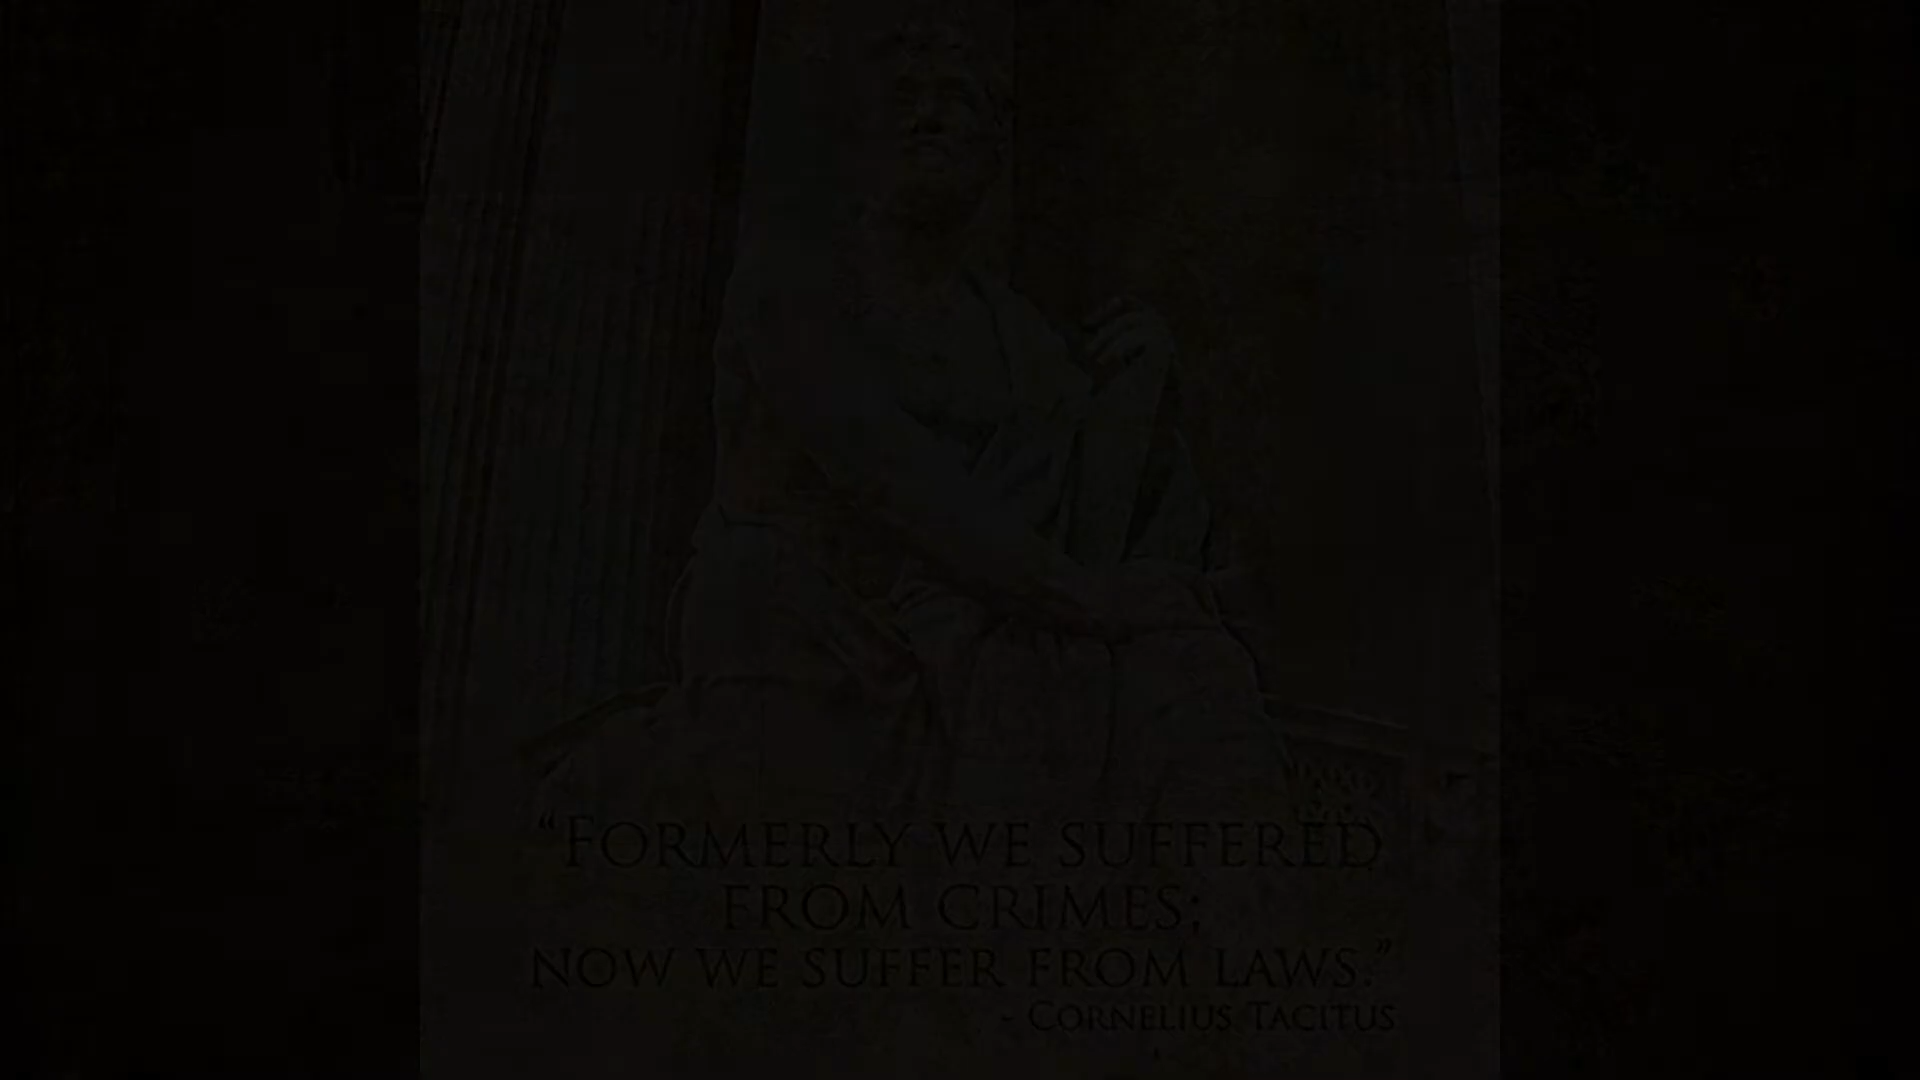 “Formerly we suffered
from crimes;
now we suffer from laws.”
- Cornelius Tacitus